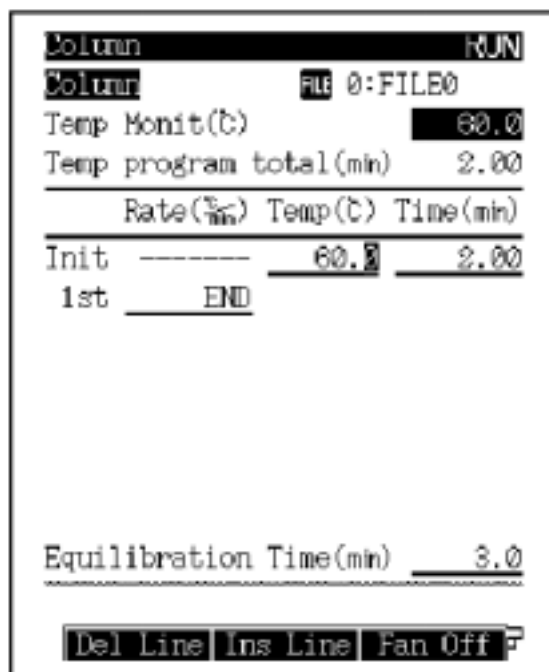 Column RUN
Column FILE 0:FILE0
Temp Monit(℃) 60.0
Temp program total(min) 2.00
Rate(℃/min) Temp(℃) Time(min)
Init ------- 60.0 2.00
1st END
Equilibration Time(min) 3.0
Del Line Ins Line Fan Off